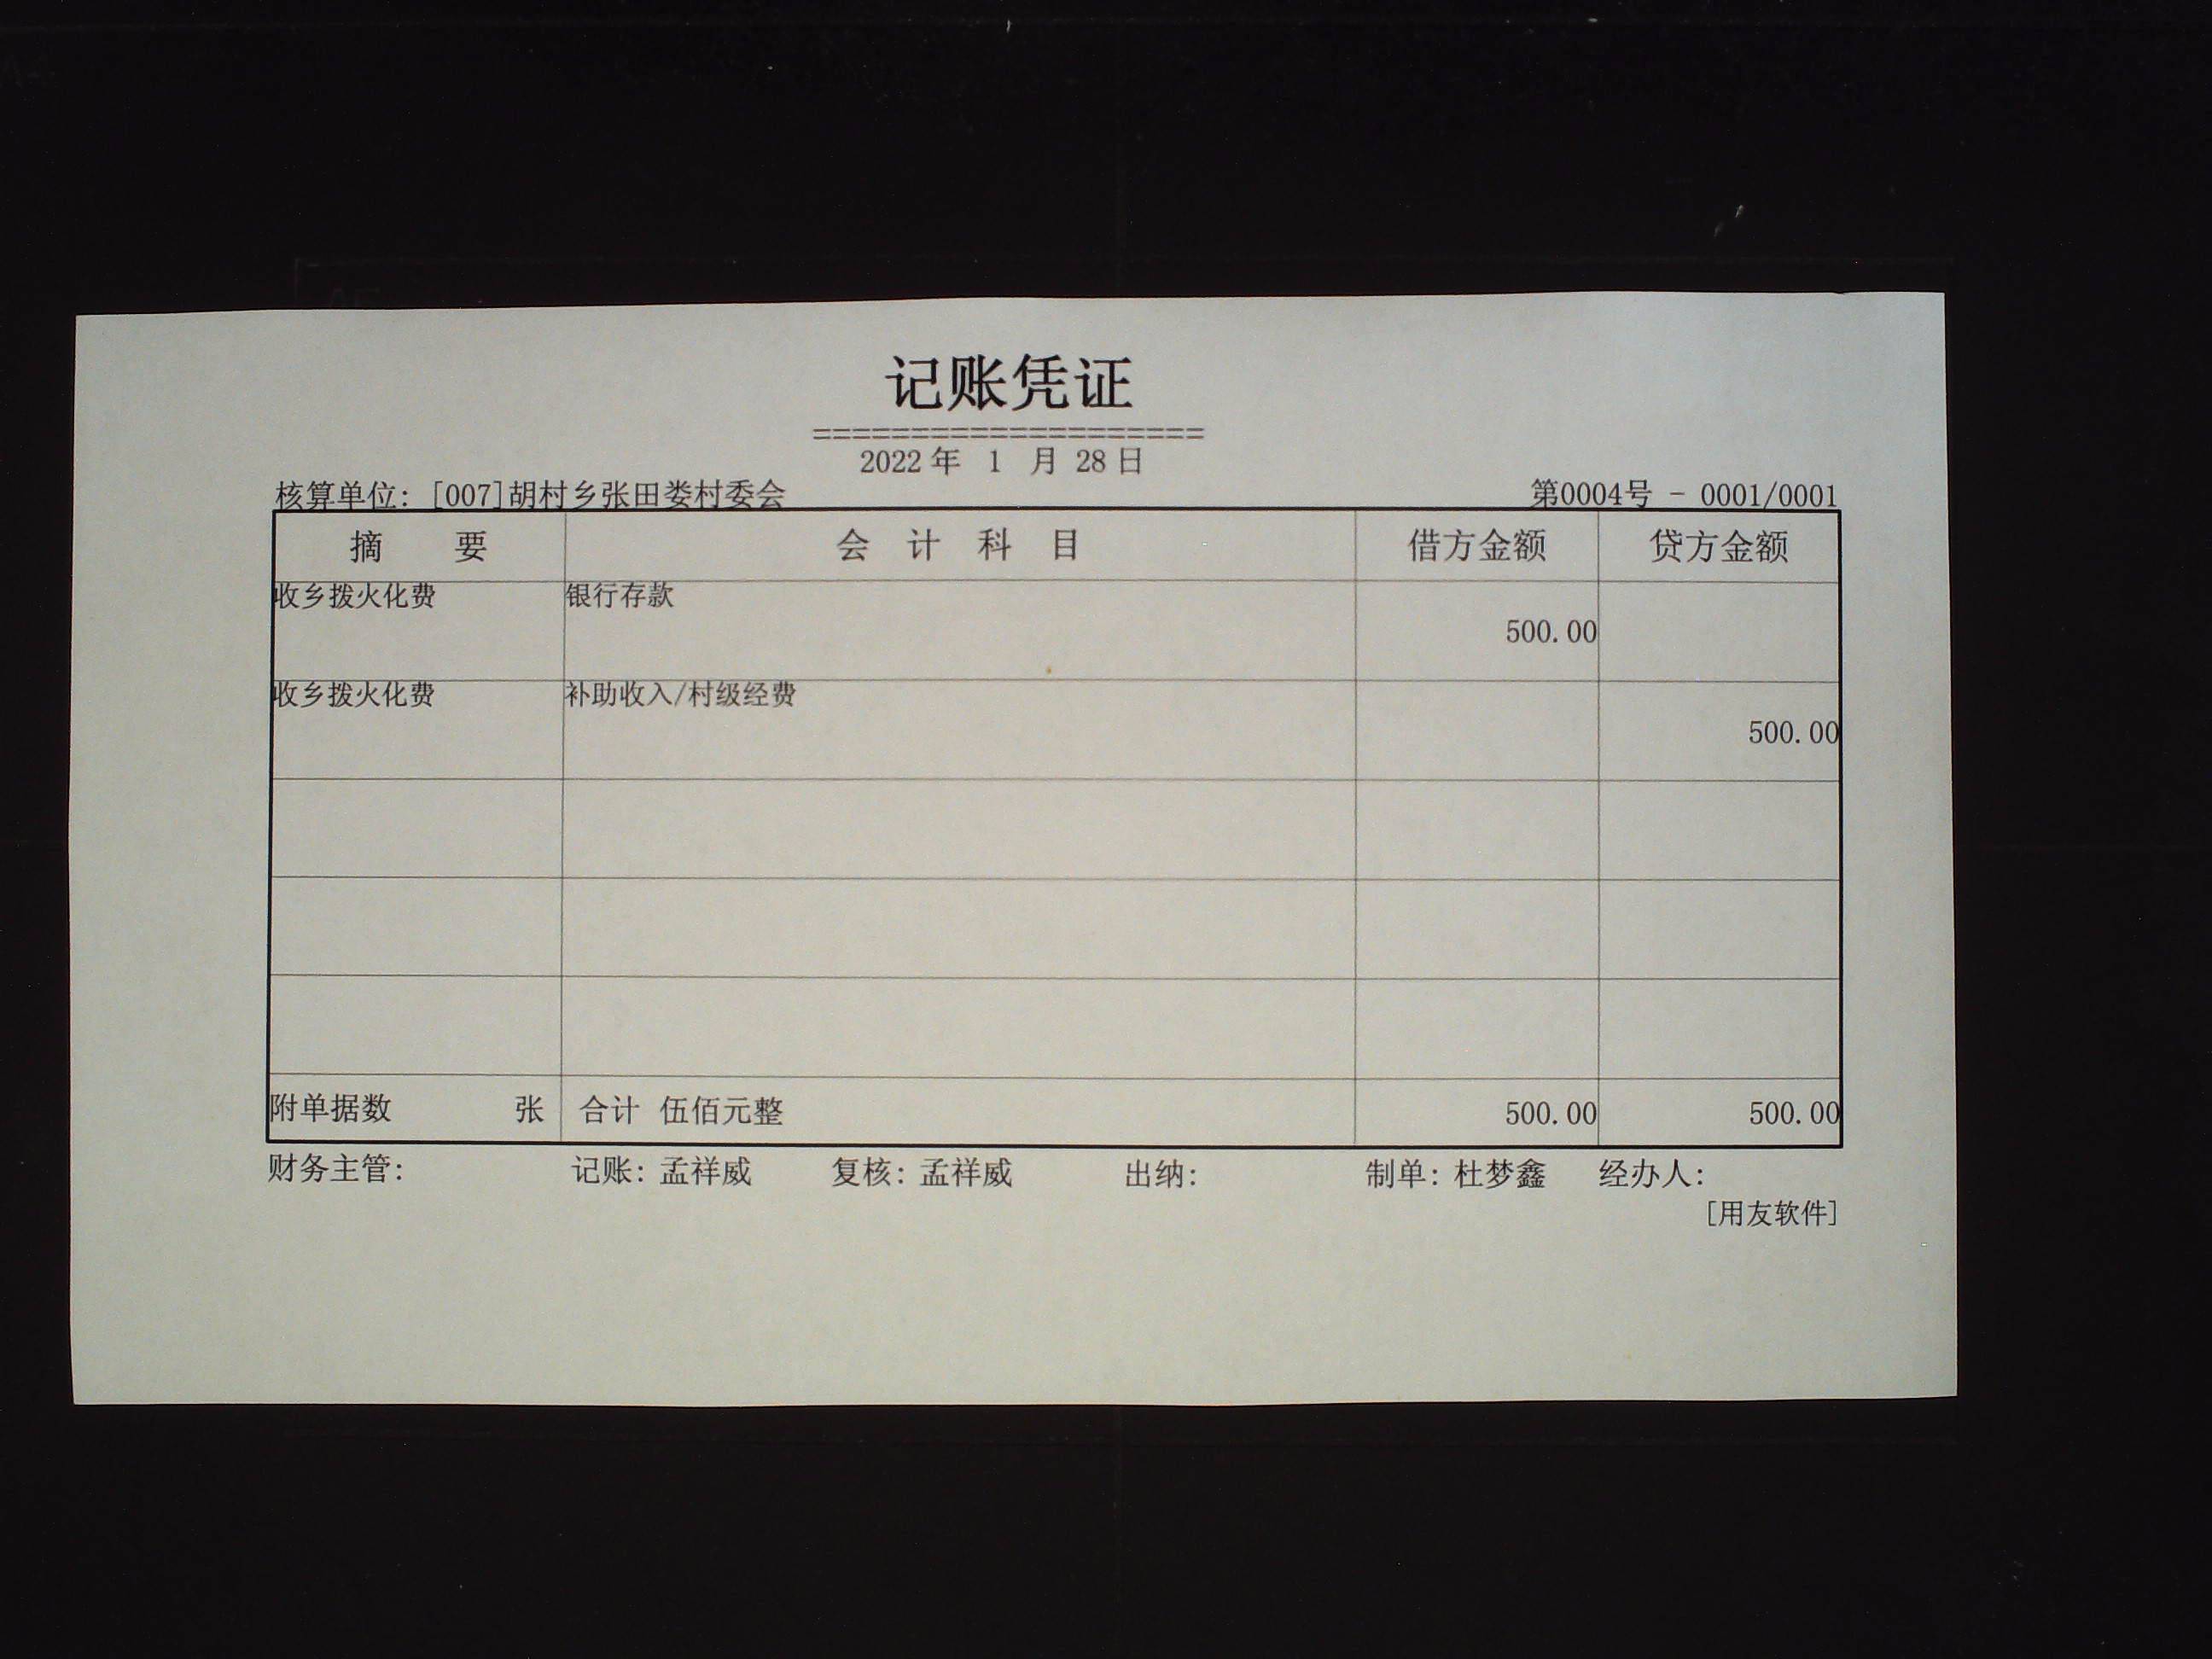 记账凭证
====================
2022 年 1 月 28 日
核算单位: [007]胡村乡张田娄村委会 第0004号 - 0001/0001
摘 要 会 计 科 目 借方金额 贷方金额
收乡拨火化费 银行存款
500.00
收乡拨火化费 补助收入/村级经费
500.00
附单据数 张 合计 伍佰元整 500.00 500.00
财务主管: 记账: 孟祥威 复核: 孟祥威 出纳: 制单: 杜梦鑫 经办人:
[用友软件]